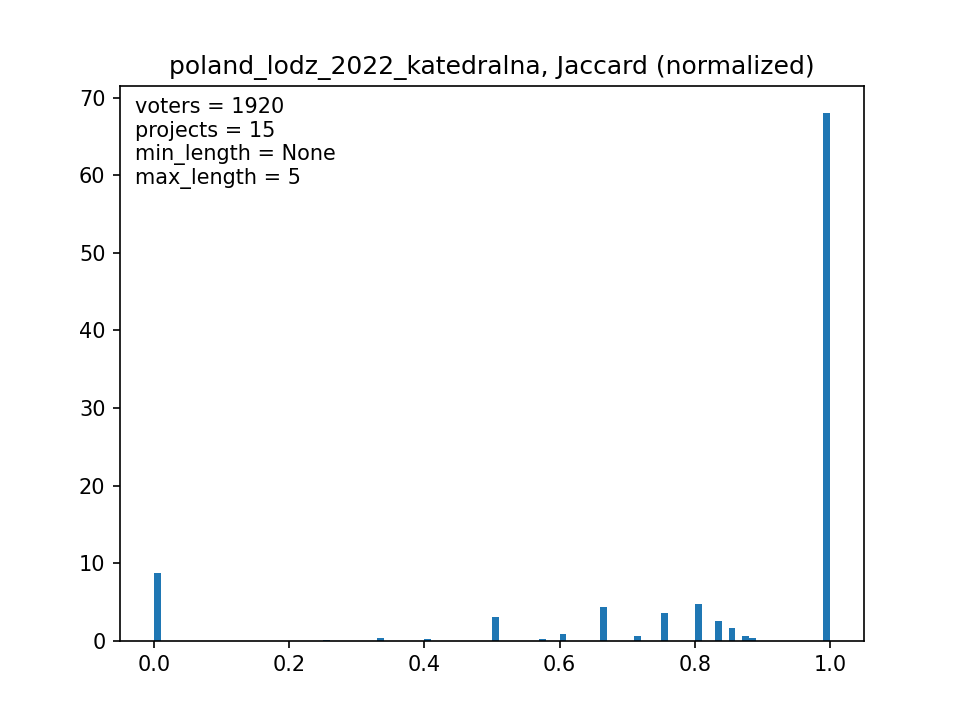 poland_lodz_2022_katedralna, Jaccard (normalized)
voters = 1920
projects = 15
min_length = None
max_length = 5
70
60
50
40
30
20
10
0
0.0 0.2 0.4 0.6 0.8 1.0